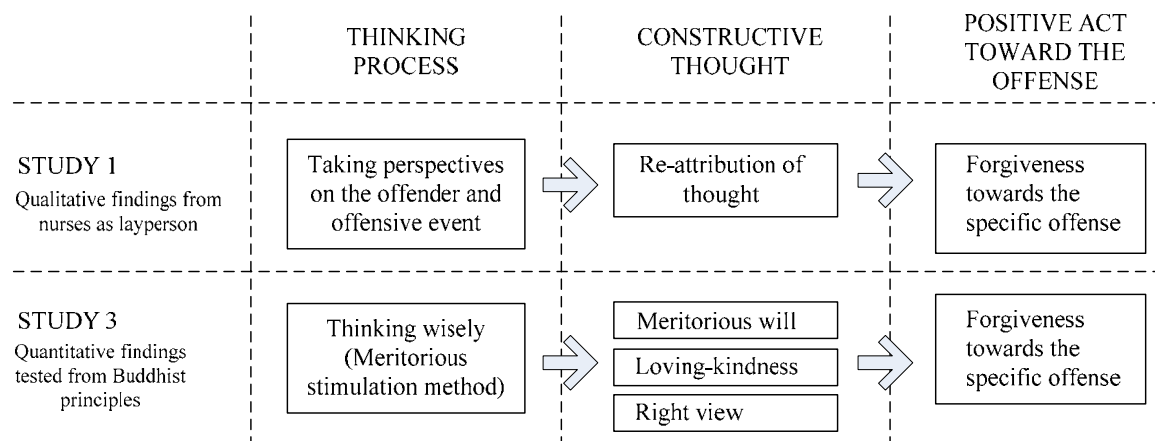 THINKING
PROCESS
CONSTRUCTIVE
THOUGHT
POSITIVE ACT
TOWARD THE
OFFENSE
STUDY 1
Qualitative findings from
nurses as layperson
Taking perspectives
on the offender and
offensive event
Re-attribution of
thought
Forgiveness
towards the
specific offense
STUDY 3
Quantitative findings
tested from Buddhist
principles
Thinking wisely
(Meritorious
stimulation method)
Meritorious will
Loving-kindness
Right view
Forgiveness
towards the
specific offense